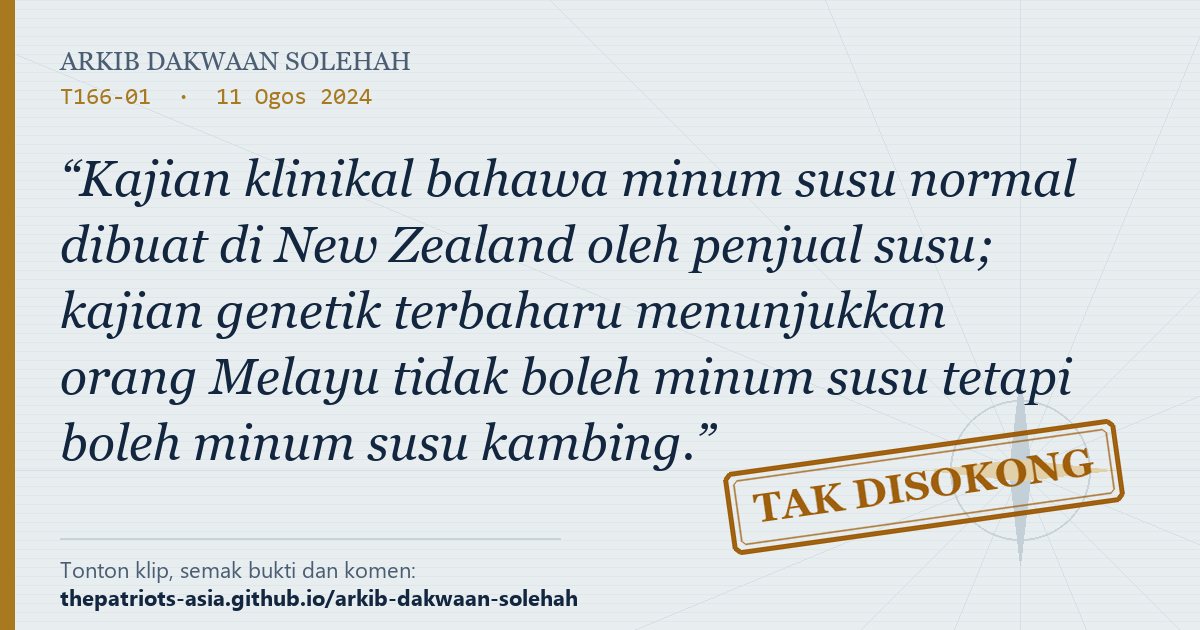 ARKIB DAKWAAN SOLEHAH
T166-01 · 11 Ogos 2024
“Kajian klinikal bahawa minum susu normal
dibuat di New Zealand oleh penjual susu;
kajian genetik terbaharu menunjukkan
orang Melayu tidak boleh minum susu tetapi
boleh minum susu kambing.”
TAK DISOKONG
Tonton klip, semak bukti dan komen:
thepatriots-asia.github.io/arkib-dakwaan-solehah